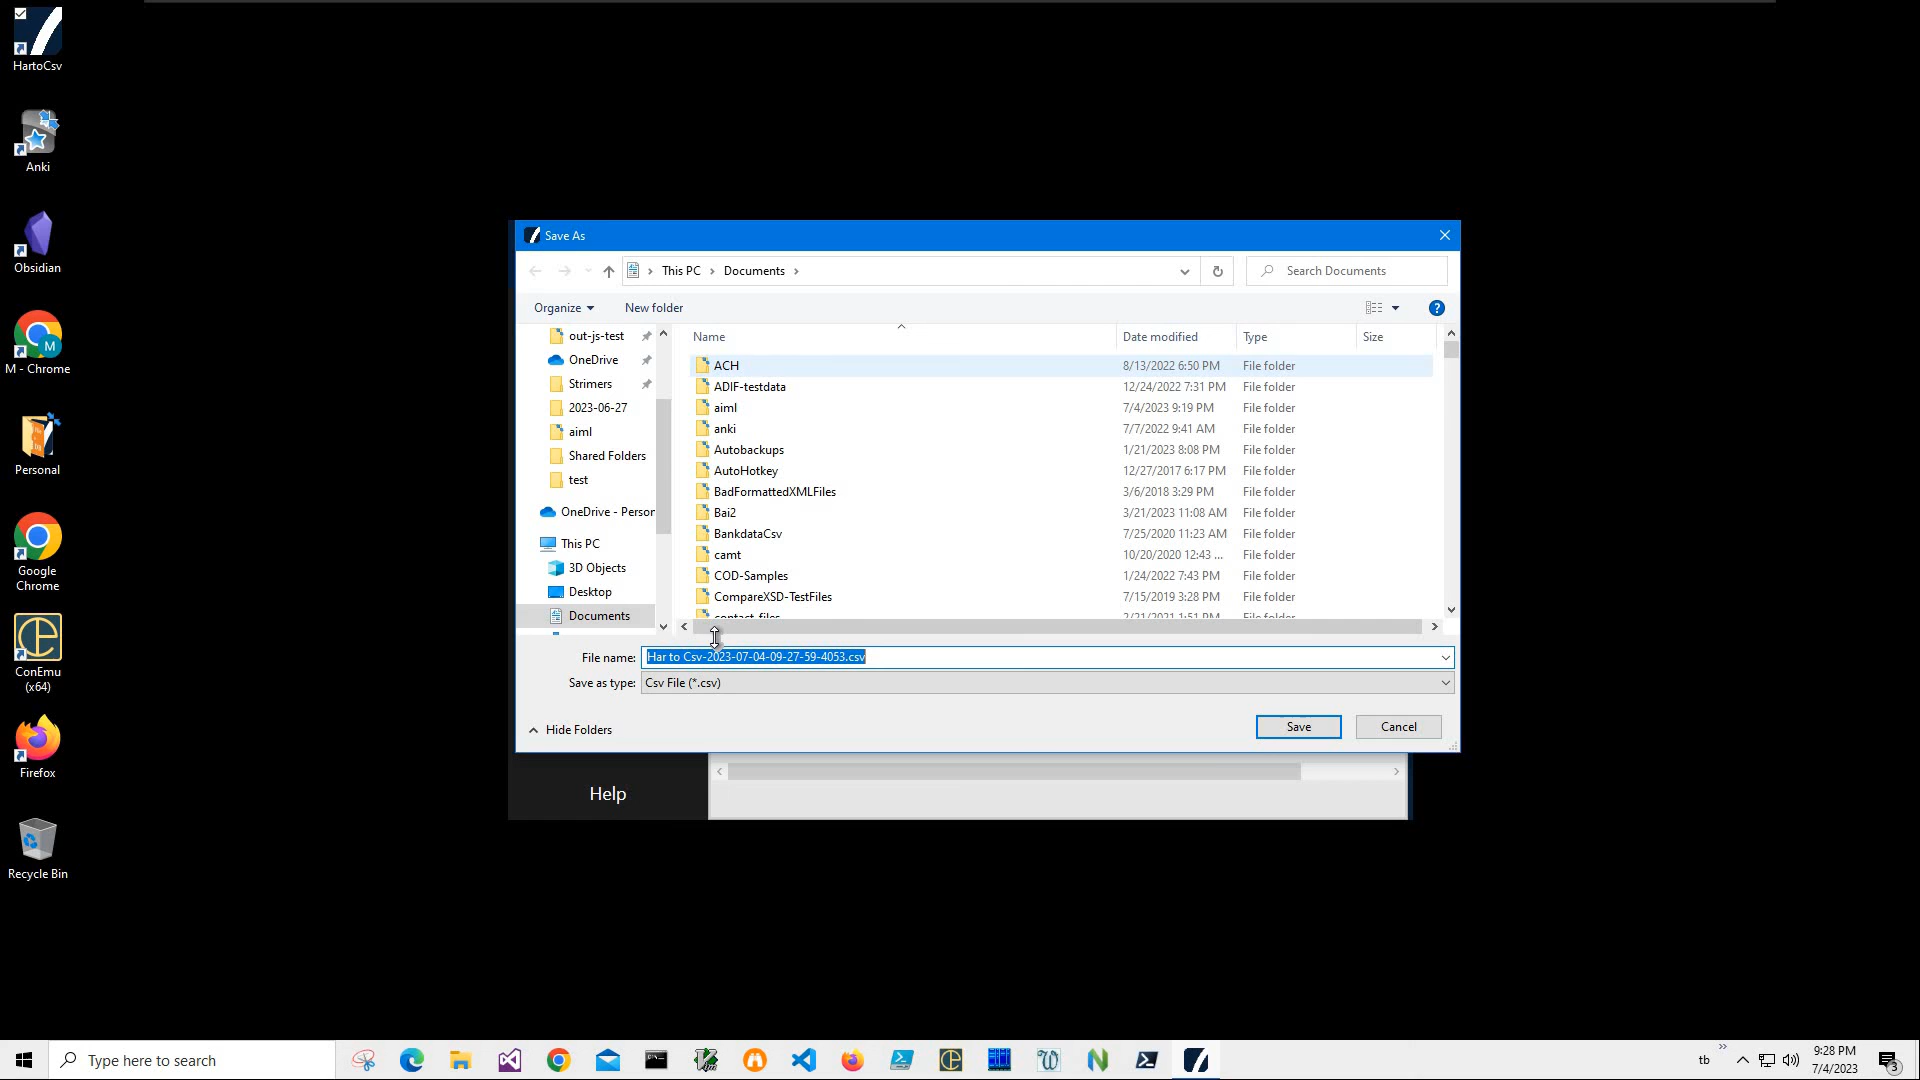 HartoCsv
Anki
Obsidian
M - Chrome
Personal
Google
Chrome
ConEmu
(x64)
Firefox
Recycle Bin
Save As
This PC
Documents
Search Documents
Organize
New folder
out-js-test
OneDrive
Strimers
2023-06-27
aiml
Shared Folders
test
OneDrive - Person
This PC
3D Objects
Desktop
Documents
Name Date modified Type Size
ACH 8/13/2022 6:50 PM File folder
ADIF-testdata 12/24/2022 7:31 PM File folder
aiml 7/4/2023 9:19 PM File folder
anki 7/7/2022 9:41 AM File folder
Autobackups 1/21/2023 8:08 PM File folder
AutoHotkey 12/27/2017 6:17 PM File folder
BadFormattedXMLFiles 3/6/2018 3:29 PM File folder
Bai2 3/21/2023 11:08 AM File folder
BankdataCsv 7/25/2020 11:23 AM File folder
camt 10/20/2020 12:43 ... File folder
COD-Samples 1/24/2022 7:43 PM File folder
CompareXSD-TestFiles 7/15/2019 3:28 PM File folder
contact-files 2/21/2021 1:51 PM File folder
File name: Har to Csv-2023-07-04-09-27-59-4053.csv
Save as type: Csv File (*.csv)
Hide Folders
Save
Cancel
Help
Type here to search
tb
9:28 PM
7/4/2023
3